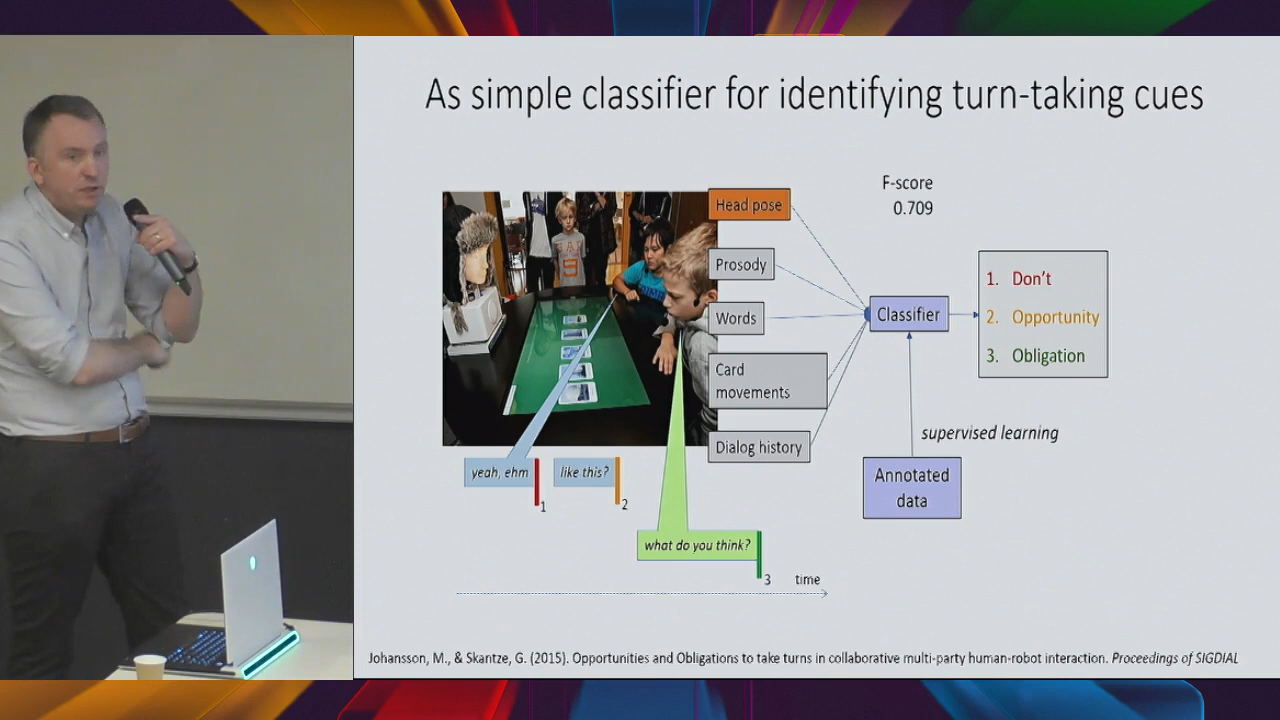 As simple classifier for identifying turn-taking cues
F-score
0.709
Head pose
Prosody
Words
Card
movements
Dialog history
Classifier
1. Don't
2. Opportunity
3. Obligation
supervised learning
Annotated
data
yeah, ehm
1
like this?
2
what do you think?
3
time
Johansson, M., & Skantze, G. (2015). Opportunities and Obligations to take turns in collaborative multi-party human-robot interaction. Proceedings of SIGDIAL